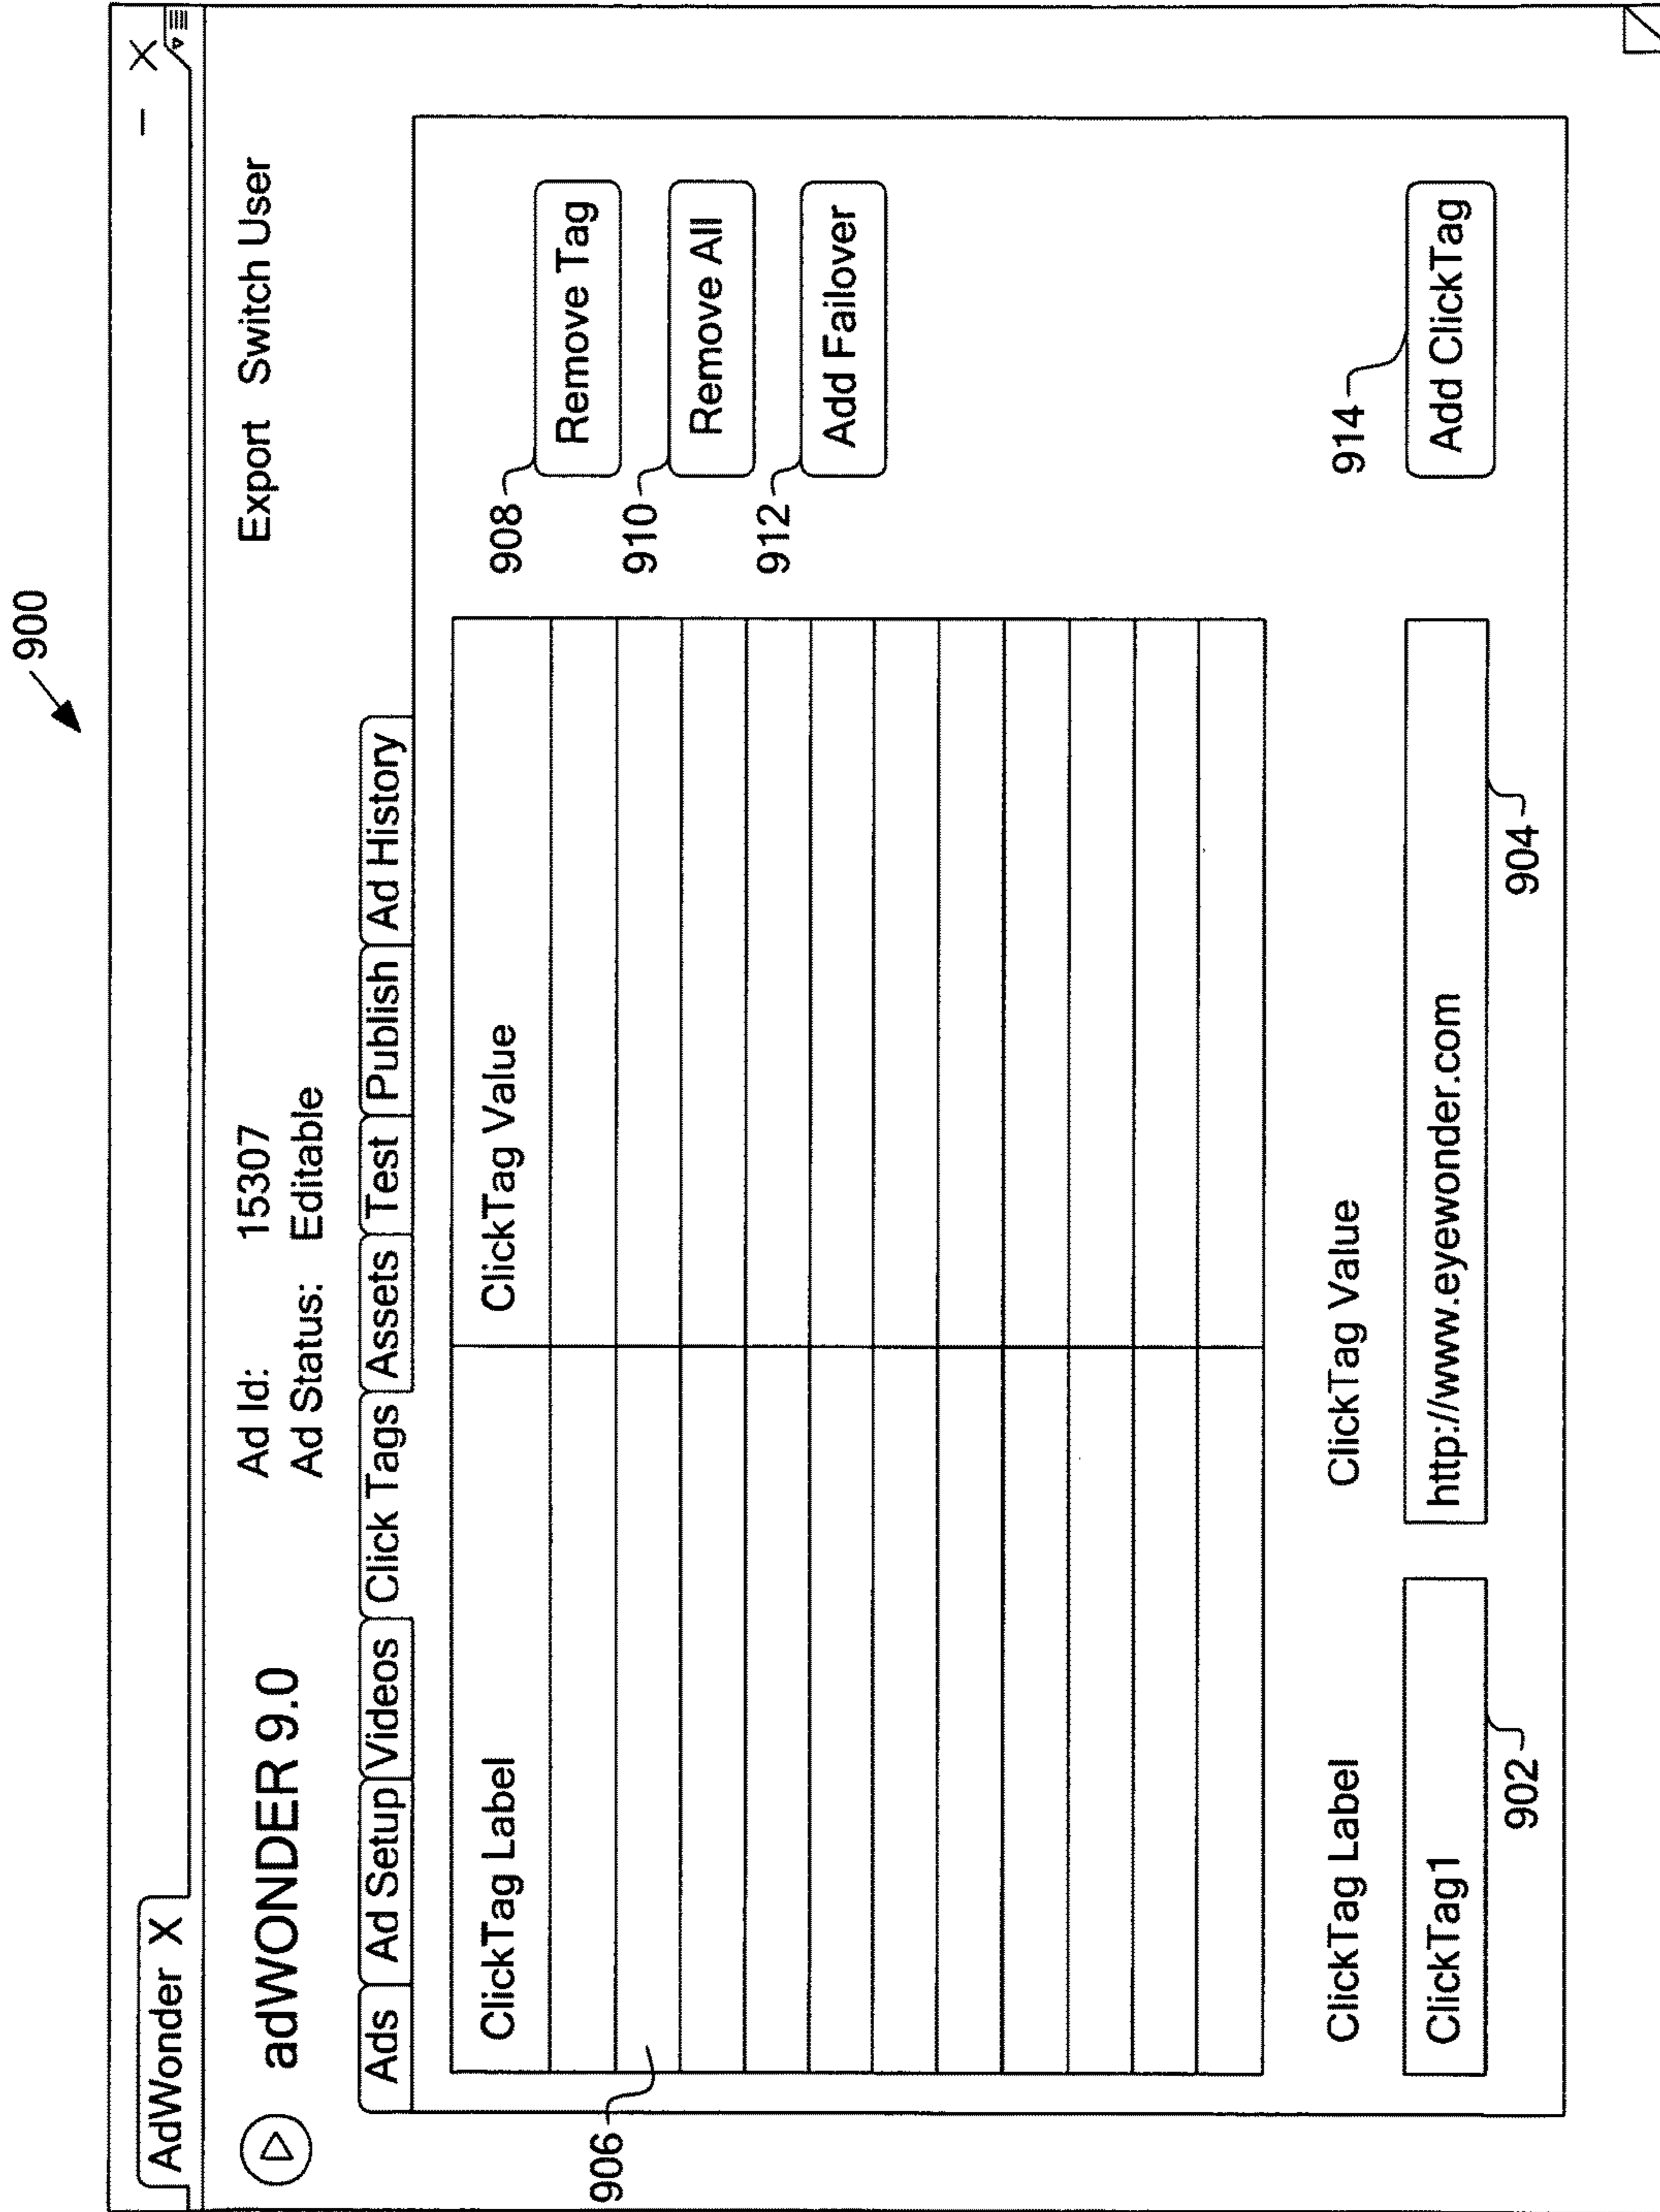 900
AdWonder X
– X
adWONDER 9.0
Ad Id: 15307
Export Switch User
Ad Status: Editable
Ads Ad Setup Videos Click Tags Assets Test Publish Ad History
ClickTag Label ClickTag Value
908
Remove Tag
906
910
Remove All
912
Add Failover
ClickTag Label ClickTag Value
914
ClickTag1 http://www.eyewonder.com Add ClickTag
902 904